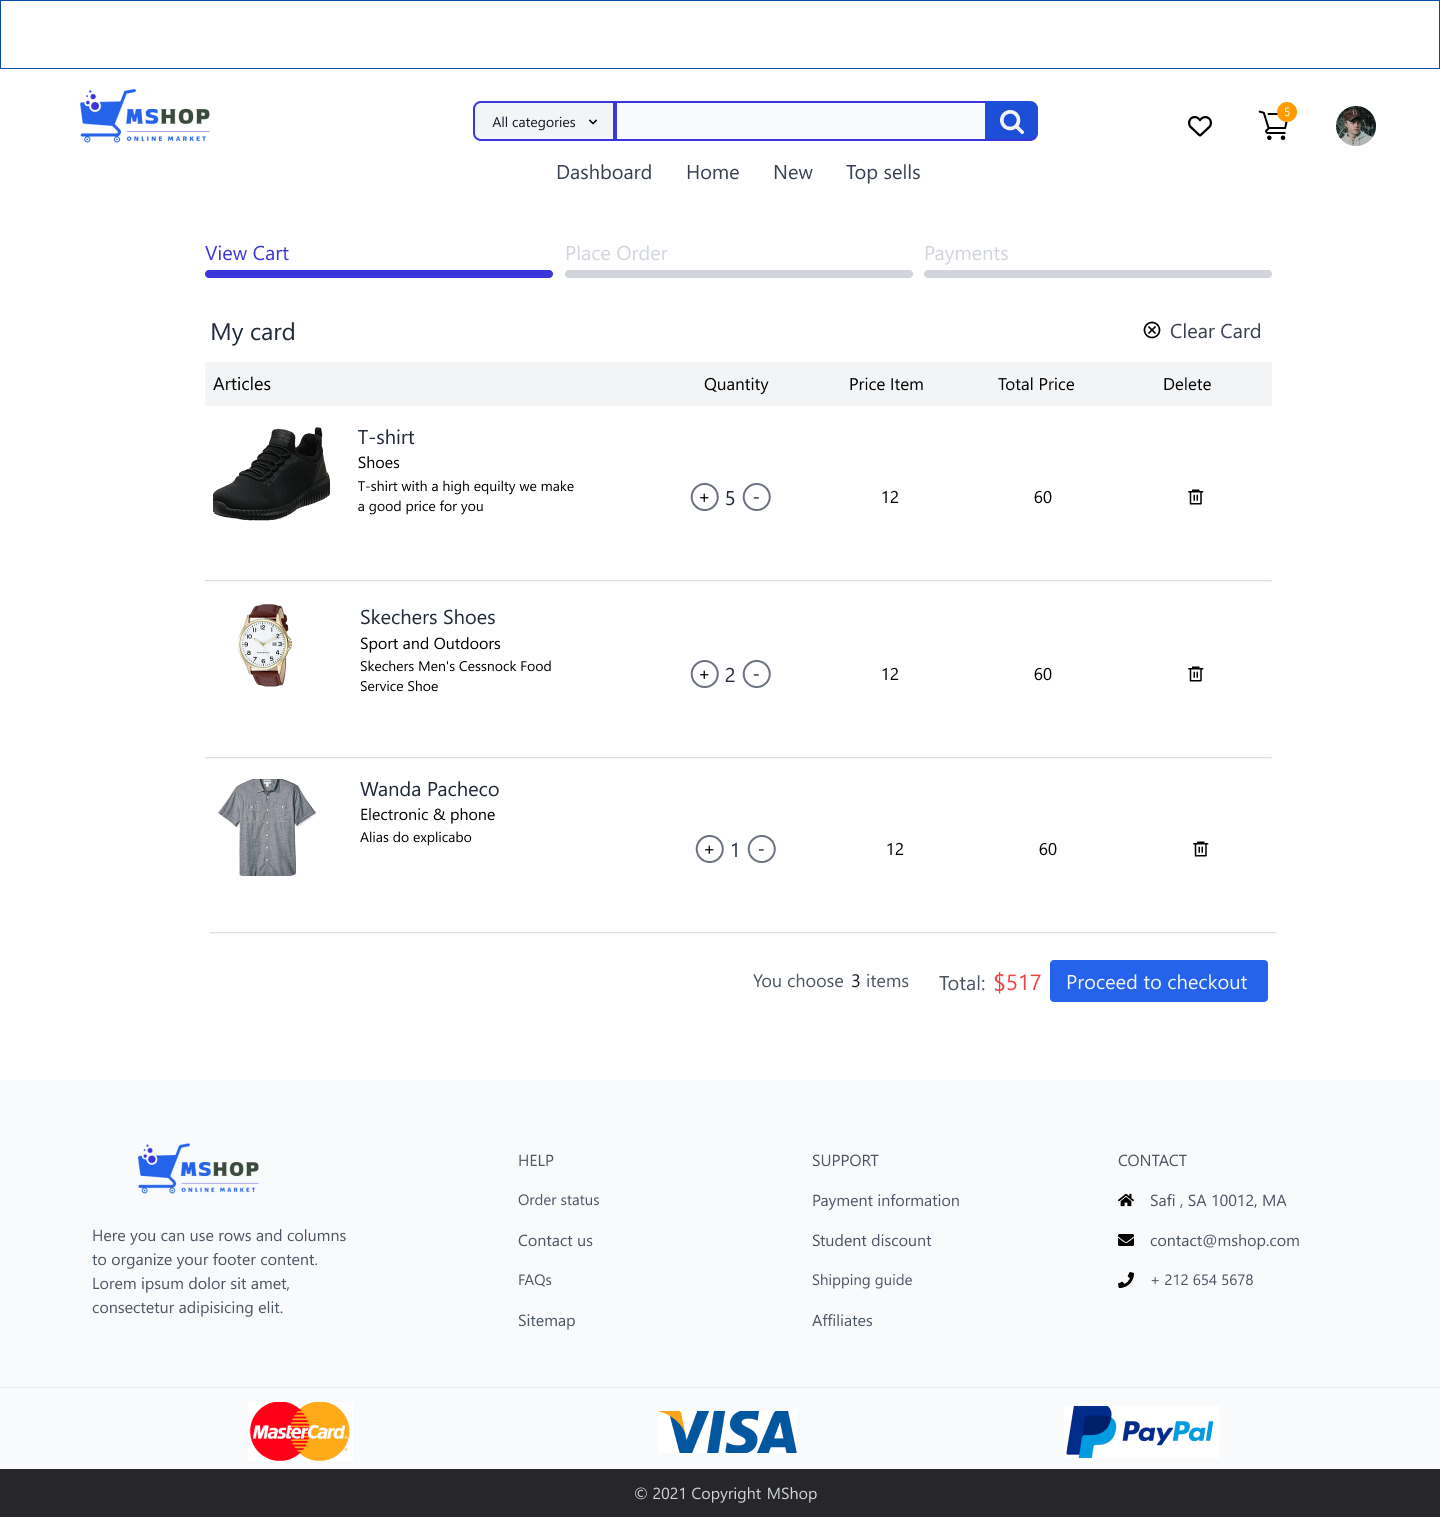 MSHOP
ONLINE MARKET
All categories
5
Dashboard Home New Top sells
View Cart Place Order Payments
My card Clear Card
Articles Quantity Price Item Total Price Delete
T-shirt
Shoes
T-shirt with a high equilty we make
a good price for you
+ 5 - 12 60
Skechers Shoes
Sport and Outdoors
Skechers Men's Cessnock Food
Service Shoe
+ 2 - 12 60
Wanda Pacheco
Electronic & phone
Alias do explicabo
+ 1 - 12 60
You choose 3 items Total: $517 Proceed to checkout
MSHOP
ONLINE MARKET
Here you can use rows and columns
to organize your footer content.
Lorem ipsum dolor sit amet,
consectetur adipisicing elit.
HELP
Order status
Contact us
FAQs
Sitemap
SUPPORT
Payment information
Student discount
Shipping guide
Affiliates
CONTACT
Safi , SA 10012, MA
contact@mshop.com
+ 212 654 5678
MasterCard VISA PayPal
© 2021 Copyright MShop